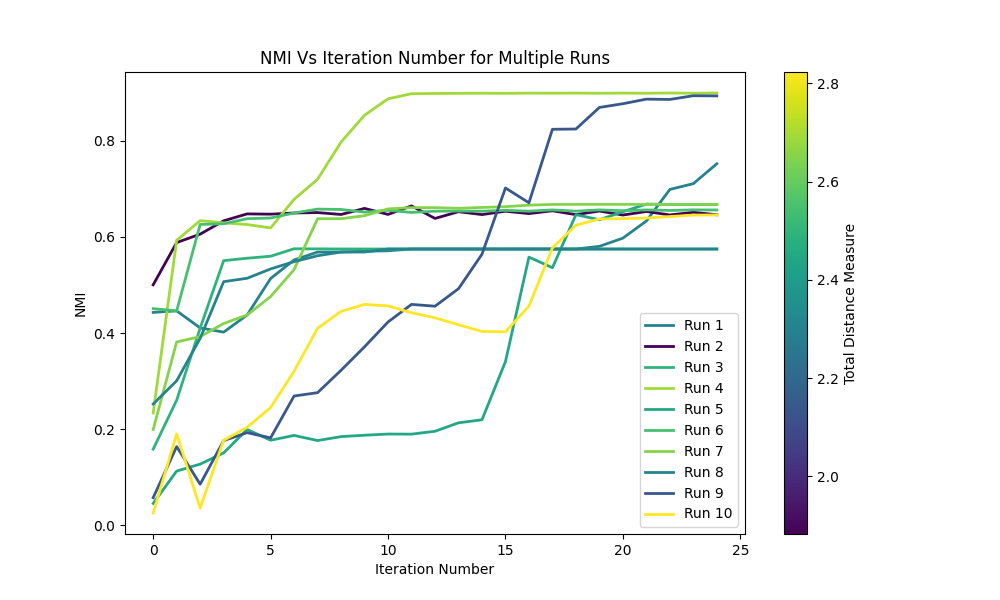 NMI Vs Iteration Number for Multiple Runs
NMI
0.8
0.6
0.4
0.2
0.0
0
5
10
15
20
25
Iteration Number
Run 1
Run 2
Run 3
Run 4
Run 5
Run 6
Run 7
Run 8
Run 9
Run 10
2.8
2.6
2.4
2.2
2.0
Total Distance Measure